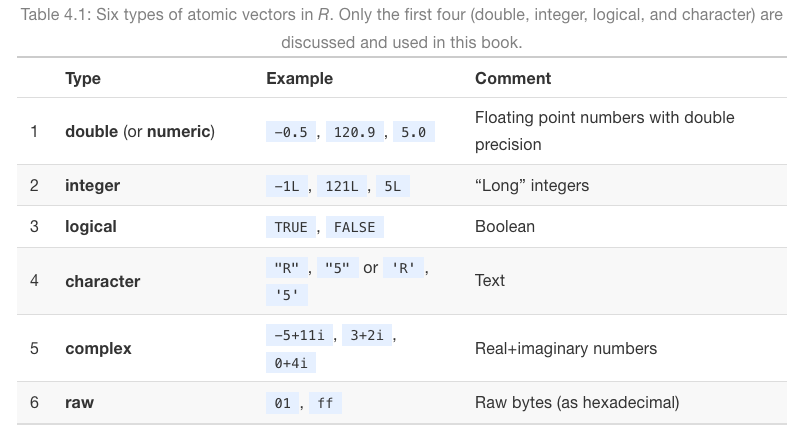 Table 4.1: Six types of atomic vectors in R. Only the first four (double, integer, logical, and character) are
discussed and used in this book.
Type Example Comment
1 double (or numeric) -0.5 , 120.9 , 5.0 Floating point numbers with double
precision
2 integer -1L , 121L , 5L “Long” integers
3 logical TRUE , FALSE Boolean
4 character "R" , "5" or 'R' , Text
'5'
5 complex -5+11i , 3+2i , Real+imaginary numbers
0+4i
6 raw 01 , ff Raw bytes (as hexadecimal)